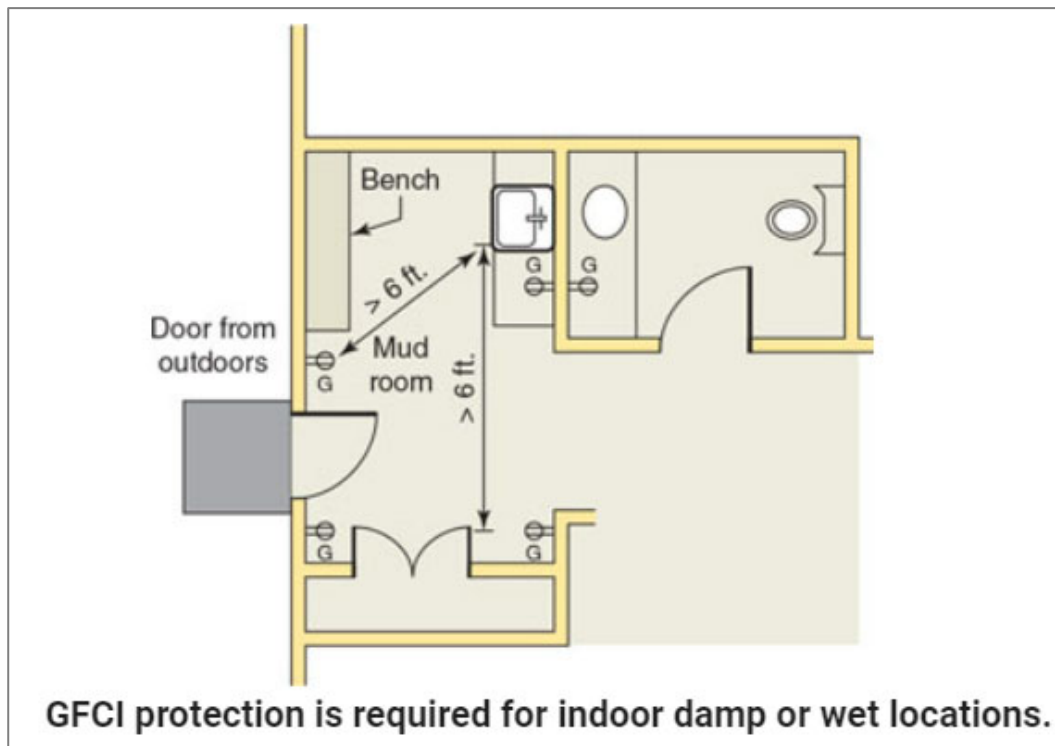 Bench
G
G
> 6 ft.
Door from
outdoors
Mud
room
G
> 6 ft.
G
G
GFCI protection is required for indoor damp or wet locations.